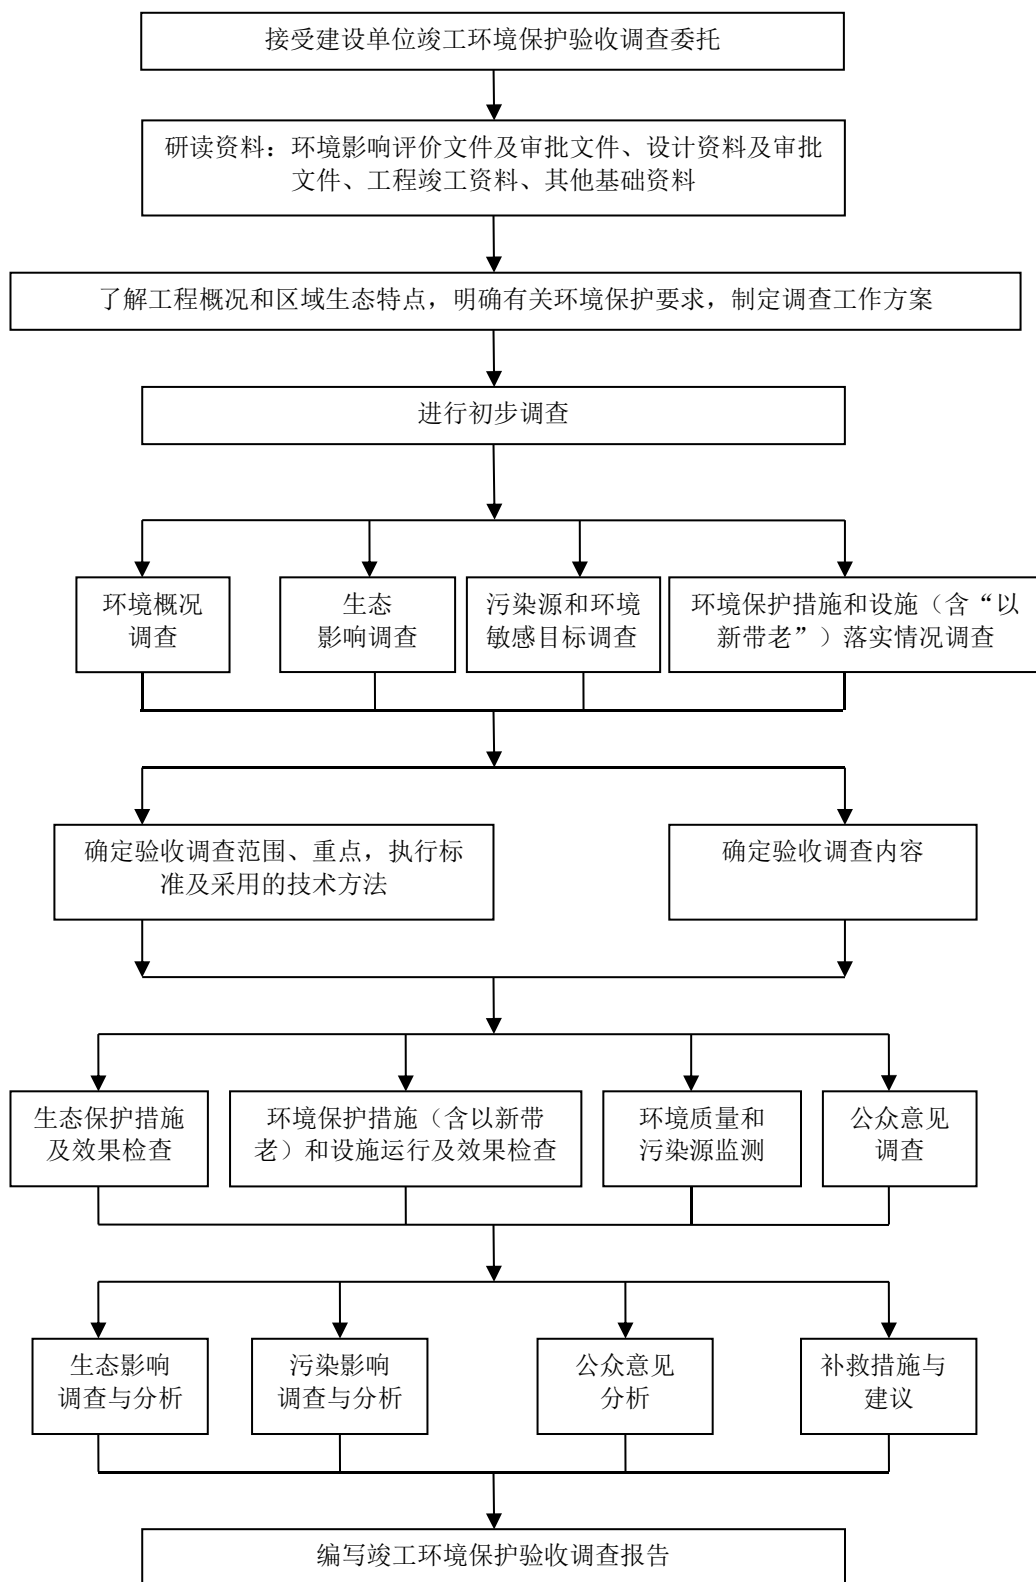 接受建设单位竣工环境保护验收调查委托
研读资料：环境影响评价文件及审批文件、设计资料及审批
文件、工程竣工资料、其他基础资料
了解工程概况和区域生态特点，明确有关环境保护要求，制定调查工作方案
进行初步调查
环境概况
调查
生态
影响调查
污染源和环境
敏感目标调查
环境保护措施和设施（含“以
新带老”）落实情况调查
确定验收调查范围、重点，执行标
准及采用的技术方法
确定验收调查内容
生态保护措施
及效果检查
环境保护措施（含以新带
老）和设施运行及效果检查
环境质量和
污染源监测
公众意见
调查
生态影响
调查与分析
污染影响
调查与分析
公众意见
分析
补救措施与
建议
编写竣工环境保护验收调查报告